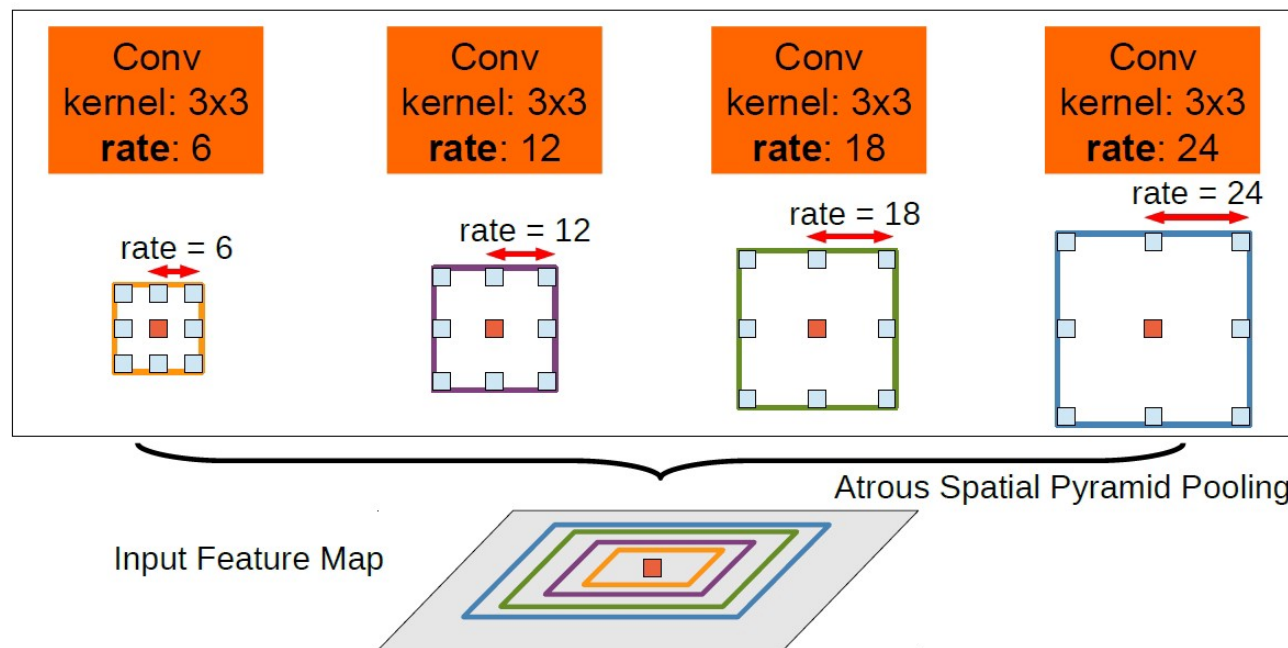 Conv
kernel: 3x3
rate: 6
Conv
kernel: 3x3
rate: 12
Conv
kernel: 3x3
rate: 18
Conv
kernel: 3x3
rate: 24
rate = 6
rate = 12
rate = 18
rate = 24
Atrous Spatial Pyramid Pooling
Input Feature Map